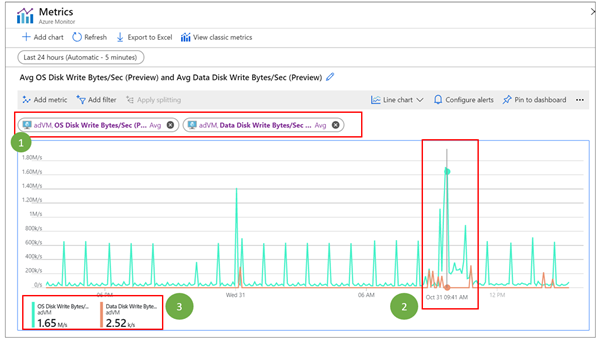 Metrics
Azure Monitor
Add chart Refresh Export to Excel View classic metrics
Last 24 hours (Automatic - 5 minutes)
Avg OS Disk Write Bytes/Sec (Preview) and Avg Data Disk Write Bytes/Sec (Preview)
Add metric Add filter Apply splitting Line chart Configure alerts Pin to dashboard ...
adVM. OS Disk Write Bytes/Sec (P... Avg adVM. Data Disk Write Bytes/Sec ... Avg
1
1.80M/s
1.60M/s
1.40M/s
1.20M/s
1M/s
800k/s
600k/s
400k/s
200k/s
0k/s
06 PM Wed 31 06 AM Oct 31 09:41 AM 12 PM
OS Disk Write Bytes/... Data Disk Write Byte...
adVM adVM
1.65 M/s 2.52 k/s
3 2